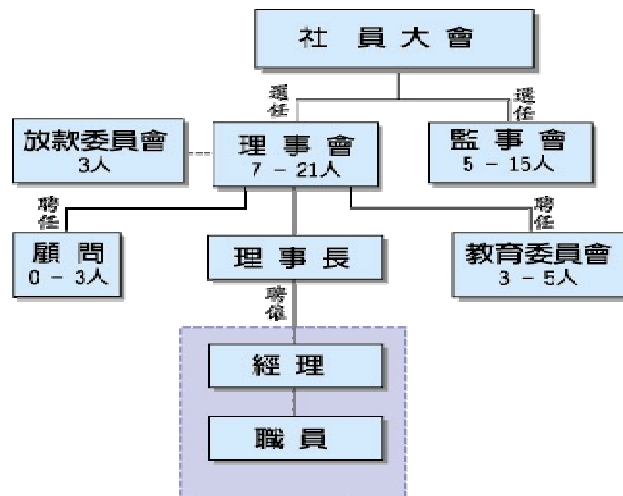 社員大會
選任
選任
放款委員會
3人
理事會
7 - 21人
監事會
5 - 15人
聘任
聘任
顧問
0 - 3人
理事長
教育委員會
3 - 5人
聘僱
經理
職員